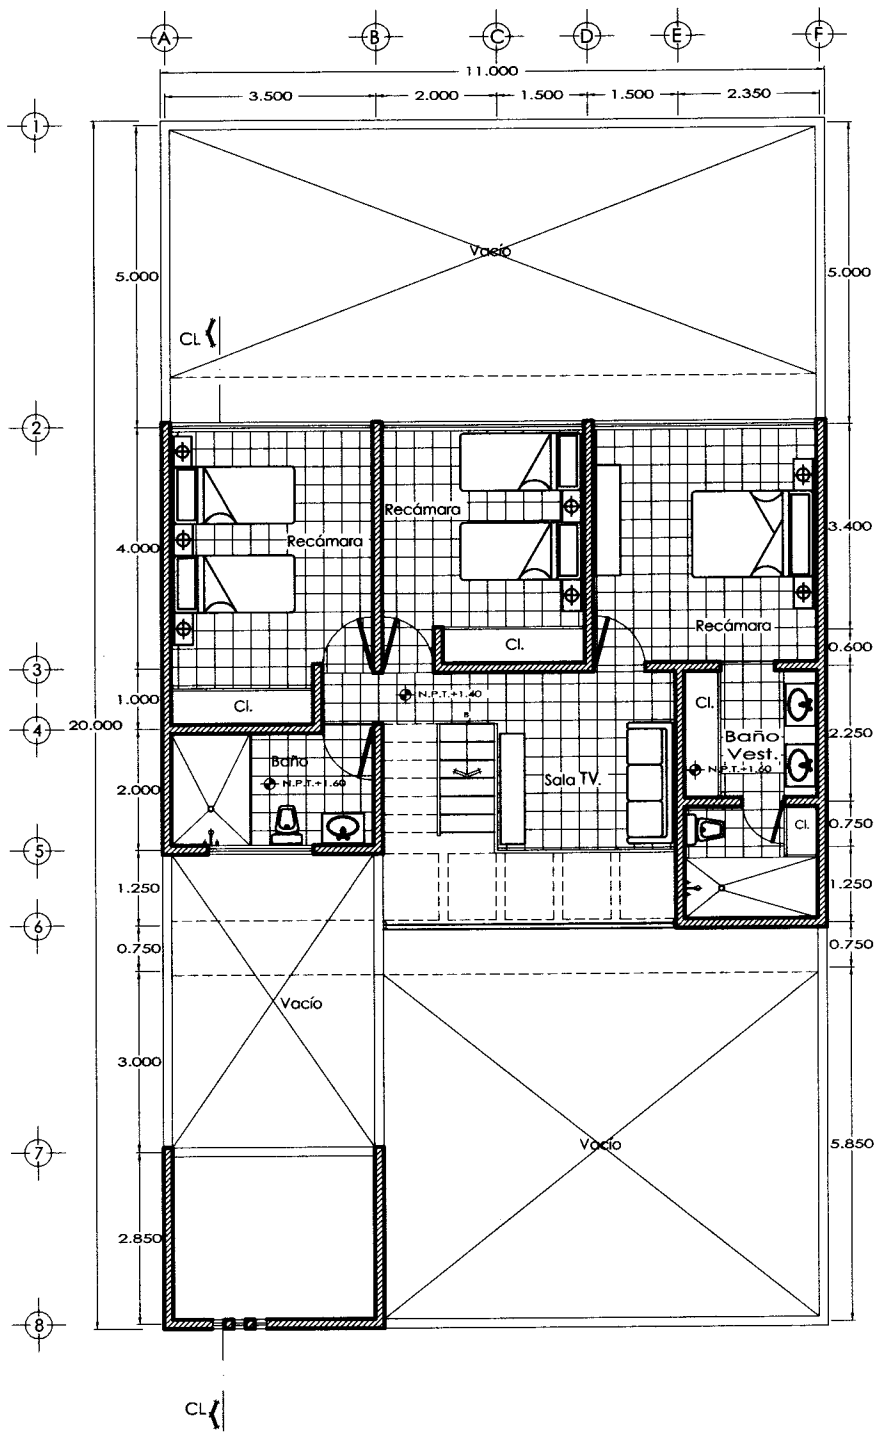 A B C D E F
11.000
3.500 2.000 1.500 1.500 2.350
1
Vacío
5.000 5.000
CL
2
Recámara
Recámara
3.400
4.000
Recámara
Cl.
0.600
3
N.P.T.+1.40
1.000
Cl.
Cl.
20.000
4
Baño
Vest.
2.250
Baño
N.P.T.+1.60
Sala TV.
N.P.T.+1.60
2.000
0.750
Cl.
5
1.250
1.250
6
0.750
0.750
Vacío
3.000
7
Vacío
5.850
2.850
8
CL